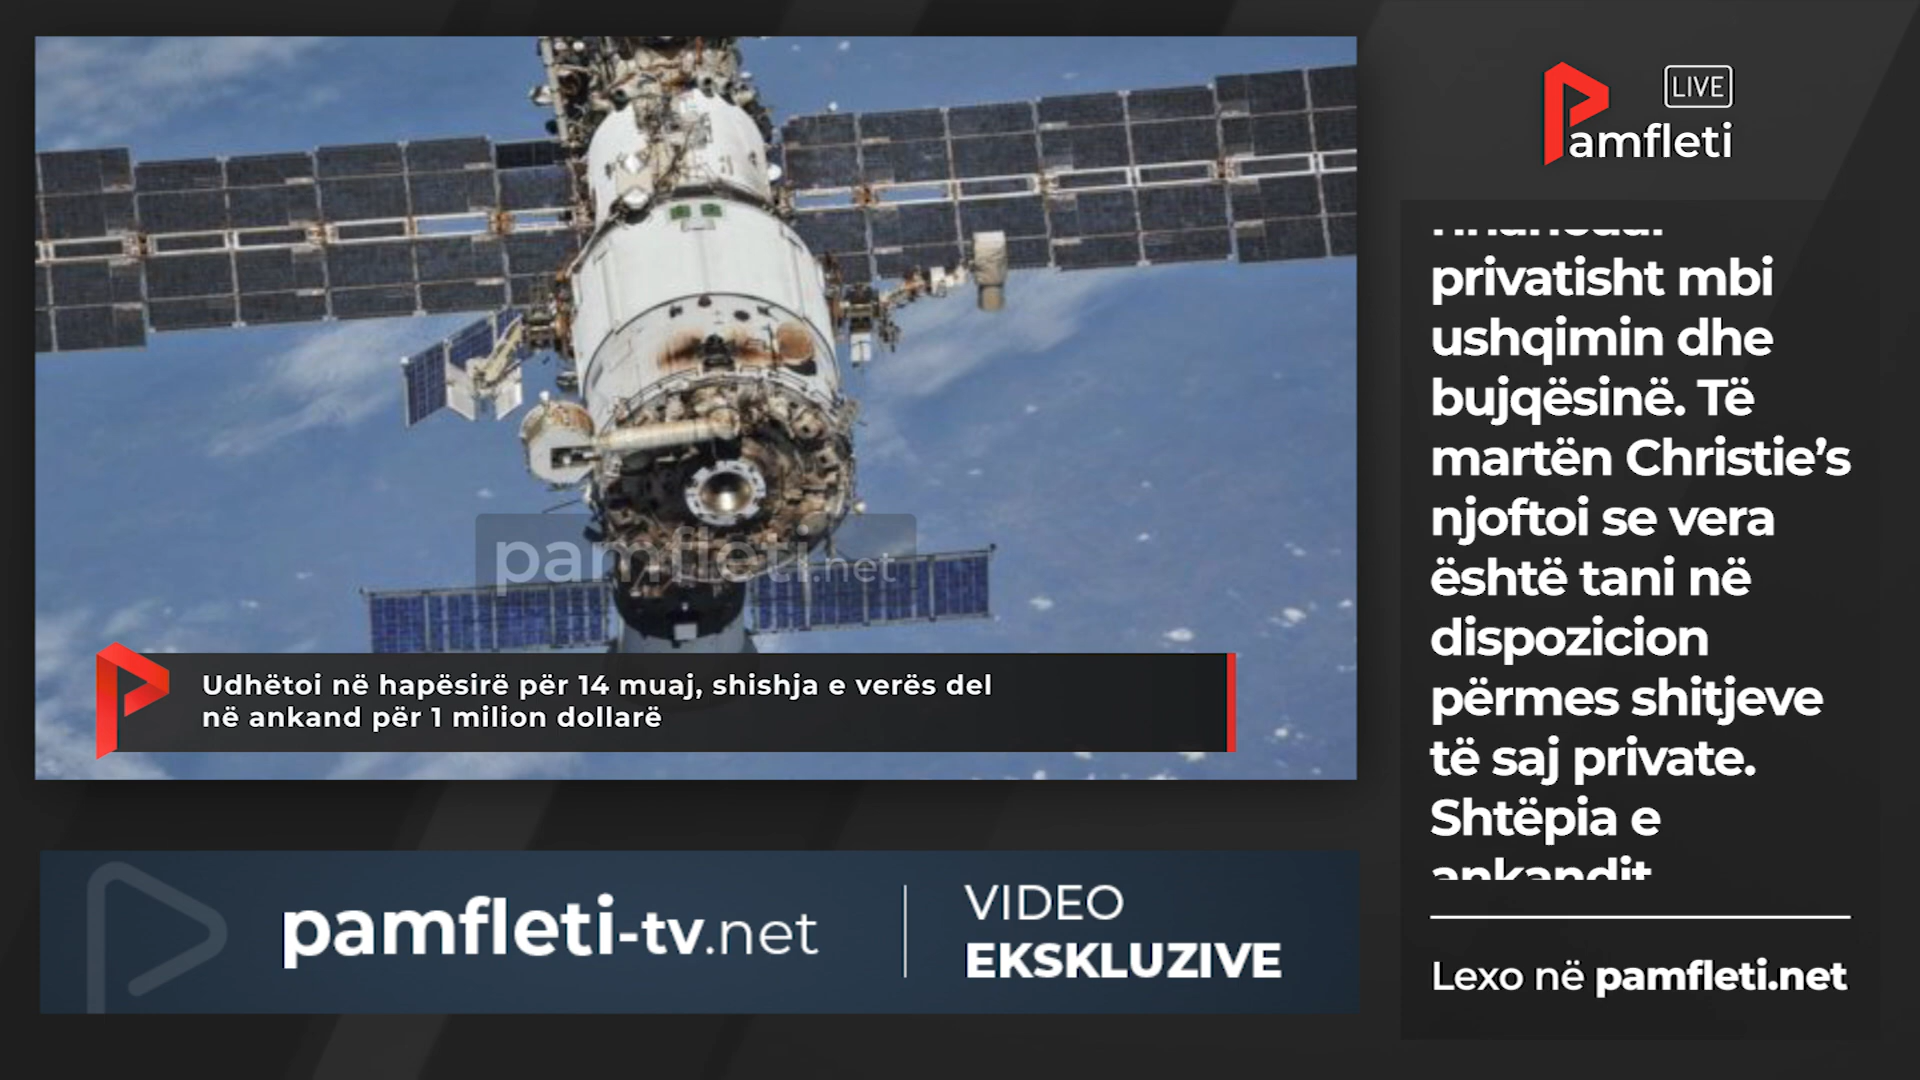 LIVE
Pamfleti
privatisht mbi
ushqimin dhe
bujqësinë. Të
martën Christie’s
njoftoi se vera
është tani në
dispozicion
përmes shitjeve
të saj private.
Shtëpia e
ankandit
Lexo në pamfleti.net
pamfleti.net
Udhëtoi në hapësirë për 14 muaj, shishja e verës del
në ankand për 1 milion dollarë
pamfleti-tv.net
VIDEO
EKSKLUZIVE